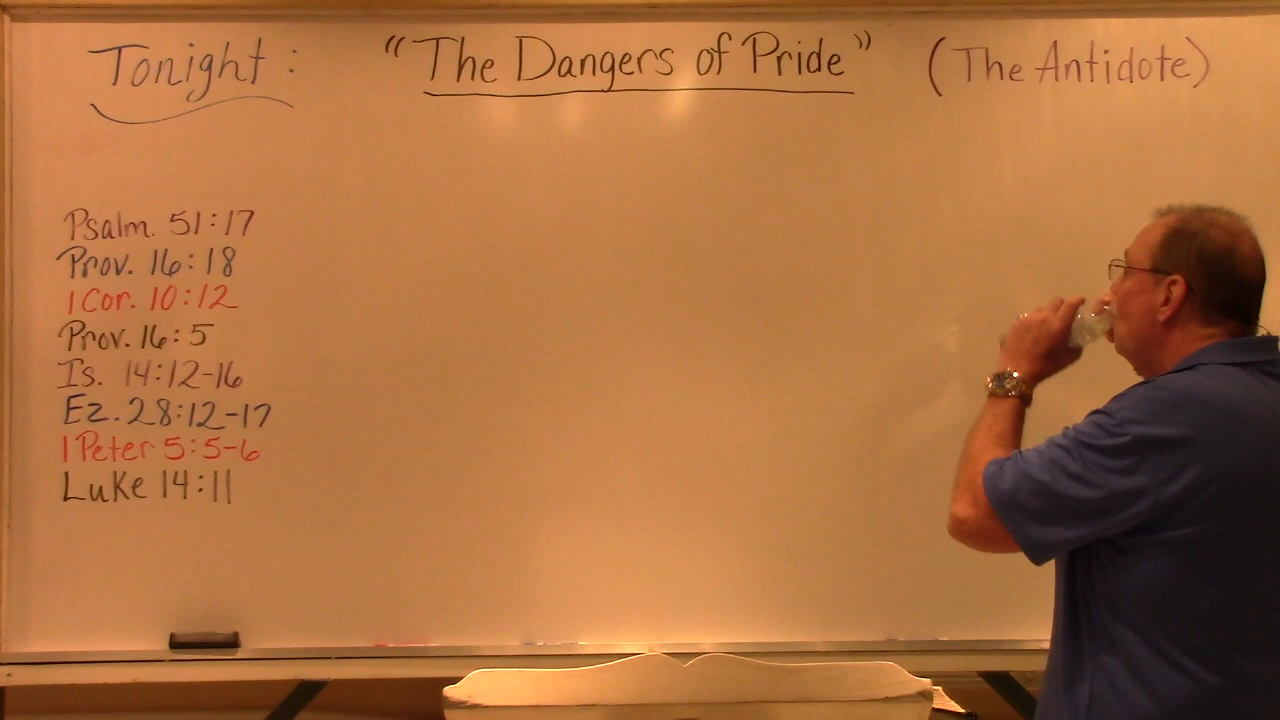 Tonight: "The Dangers of Pride" (The Antidote)
Psalm. 51:17
Prov. 16:18
1 Cor. 10:12
Prov. 16:5
Is. 14:12-16
Ez. 28:12-17
1 Peter 5:5-6
Luke 14:11